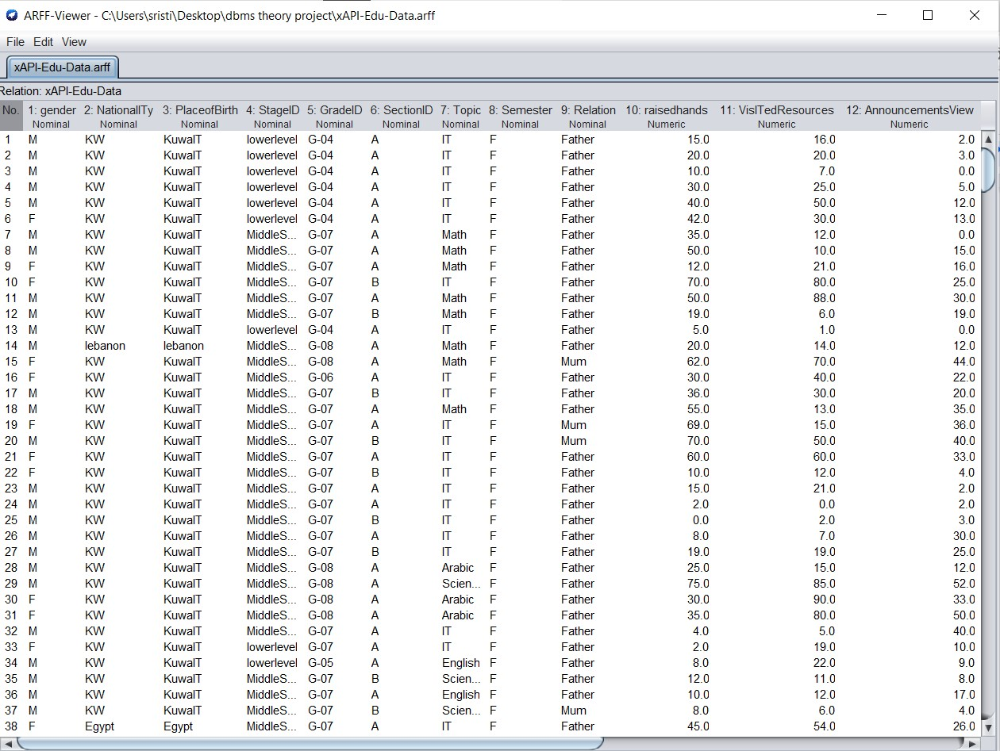 ARFF-Viewer - C:\Users\sristi\Desktop\dbms theory project\xAPI-Edu-Data.arff
File Edit View
xAPI-Edu-Data.arff
Relation: xAPI-Edu-Data
No. 1: gender 2: NationalITy 3: PlaceofBirth 4: StageID 5: GradeID 6: SectionID 7: Topic 8: Semester 9: Relation 10: raisedhands 11: VisITedResources 12: AnnouncementsView
Nominal Nominal Nominal Nominal Nominal Nominal Nominal Nominal Nominal Numeric Numeric Numeric
1 M KW KuwaIT lowerlevel G-04 A IT F Father 15.0 16.0 2.0
2 M KW KuwaIT lowerlevel G-04 A IT F Father 20.0 20.0 3.0
3 M KW KuwaIT lowerlevel G-04 A IT F Father 10.0 7.0 0.0
4 M KW KuwaIT lowerlevel G-04 A IT F Father 30.0 25.0 5.0
5 M KW KuwaIT lowerlevel G-04 A IT F Father 40.0 50.0 12.0
6 F KW KuwaIT lowerlevel G-04 A IT F Father 42.0 30.0 13.0
7 M KW KuwaIT MiddleS... G-07 A Math F Father 35.0 12.0 0.0
8 M KW KuwaIT MiddleS... G-07 A Math F Father 50.0 10.0 15.0
9 F KW KuwaIT MiddleS... G-07 A Math F Father 12.0 21.0 16.0
10 F KW KuwaIT MiddleS... G-07 B IT F Father 70.0 80.0 25.0
11 M KW KuwaIT MiddleS... G-07 A Math F Father 50.0 88.0 30.0
12 M KW KuwaIT MiddleS... G-07 B Math F Father 19.0 6.0 19.0
13 M KW KuwaIT lowerlevel G-04 A IT F Father 5.0 1.0 0.0
14 M lebanon lebanon MiddleS... G-08 A Math F Father 20.0 14.0 12.0
15 F KW KuwaIT MiddleS... G-08 A Math F Mum 62.0 70.0 44.0
16 F KW KuwaIT MiddleS... G-06 A IT F Father 30.0 40.0 22.0
17 M KW KuwaIT MiddleS... G-07 B IT F Father 36.0 30.0 20.0
18 M KW KuwaIT MiddleS... G-07 A Math F Father 55.0 13.0 35.0
19 F KW KuwaIT MiddleS... G-07 A IT F Mum 69.0 15.0 36.0
20 M KW KuwaIT MiddleS... G-07 B IT F Mum 70.0 50.0 40.0
21 F KW KuwaIT MiddleS... G-07 A IT F Father 60.0 60.0 33.0
22 F KW KuwaIT MiddleS... G-07 B IT F Father 10.0 12.0 4.0
23 M KW KuwaIT MiddleS... G-07 A IT F Father 15.0 21.0 2.0
24 M KW KuwaIT MiddleS... G-07 A IT F Father 2.0 0.0 2.0
25 M KW KuwaIT MiddleS... G-07 B IT F Father 0.0 2.0 3.0
26 M KW KuwaIT MiddleS... G-07 A IT F Father 8.0 7.0 30.0
27 M KW KuwaIT MiddleS... G-07 B IT F Father 19.0 19.0 25.0
28 M KW KuwaIT MiddleS... G-08 A Arabic F Father 25.0 15.0 12.0
29 M KW KuwaIT MiddleS... G-08 A Scien... F Father 75.0 85.0 52.0
30 F KW KuwaIT MiddleS... G-08 A Arabic F Father 30.0 90.0 33.0
31 F KW KuwaIT MiddleS... G-08 A Arabic F Father 35.0 80.0 50.0
32 M KW KuwaIT MiddleS... G-07 A IT F Father 4.0 5.0 40.0
33 F KW KuwaIT lowerlevel G-07 A IT F Father 2.0 19.0 10.0
34 M KW KuwaIT lowerlevel G-05 A English F Father 8.0 22.0 9.0
35 M KW KuwaIT MiddleS... G-07 B Scien... F Father 12.0 11.0 8.0
36 M KW KuwaIT MiddleS... G-07 A English F Father 10.0 12.0 17.0
37 M KW KuwaIT MiddleS... G-07 B Scien... F Mum 8.0 6.0 4.0
38 F Egypt Egypt MiddleS... G-07 A IT F Father 45.0 54.0 26.0